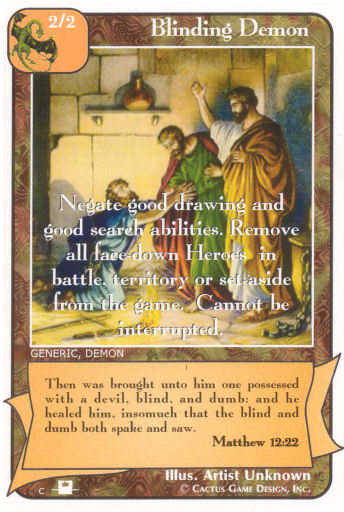 2/2
Blinding Demon
Negate good drawing and
good search abilities. Remove
all face-down Heroes in
battle, territory or set-aside
from the game. Cannot be
interrupted.
GENERIC, DEMON
Then was brought unto him one possessed
with a devil, blind, and dumb: and he
healed him, insomuch that the blind and
dumb both spake and saw.
Matthew 12:22
Illus. Artist Unknown
C © CACTUS GAME DESIGN, INC.